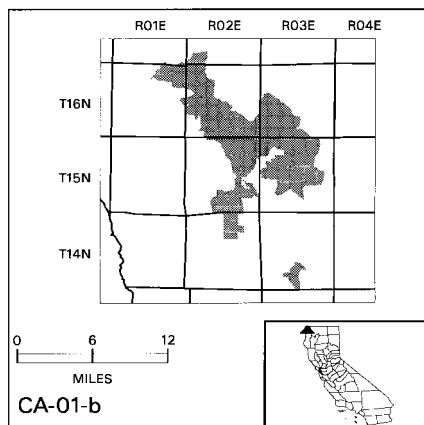 R01E R02E R03E R04E
T16N
T15N
T14N
0 6 12
MILES
CA-01-b